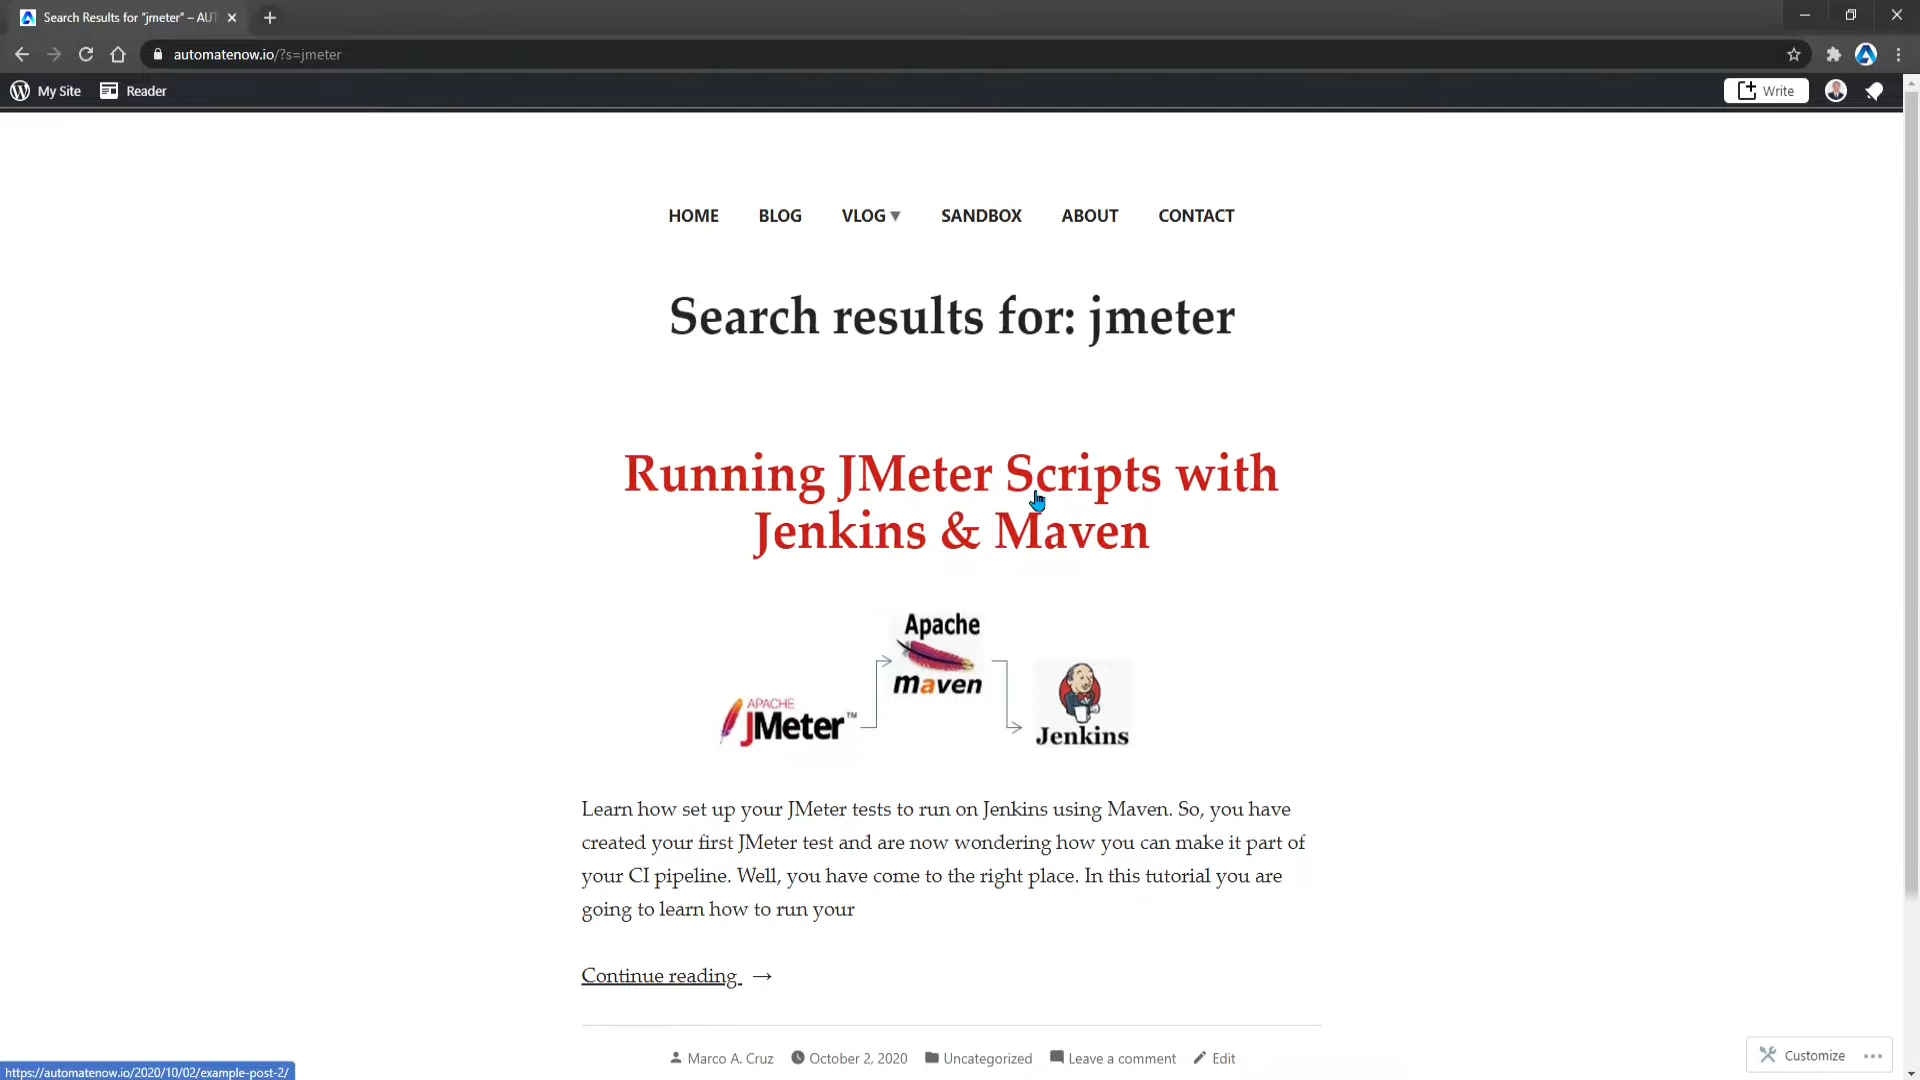 Search Results for "jmeter" – AUT
automatenow.io/?s=jmeter
My Site
Reader
Write
HOME
BLOG
VLOG
SANDBOX
ABOUT
CONTACT
Search results for: jmeter
Running JMeter Scripts with
Jenkins & Maven
Apache
maven
APACHE
JMeter™
Jenkins
Learn how set up your JMeter tests to run on Jenkins using Maven. So, you have
created your first JMeter test and are now wondering how you can make it part of
your CI pipeline. Well, you have come to the right place. In this tutorial you are
going to learn how to run your
Continue reading →
Marco A. Cruz
October 2, 2020
Uncategorized
Leave a comment
Edit
Customize
https://automatenow.io/2020/10/02/example-post-2/